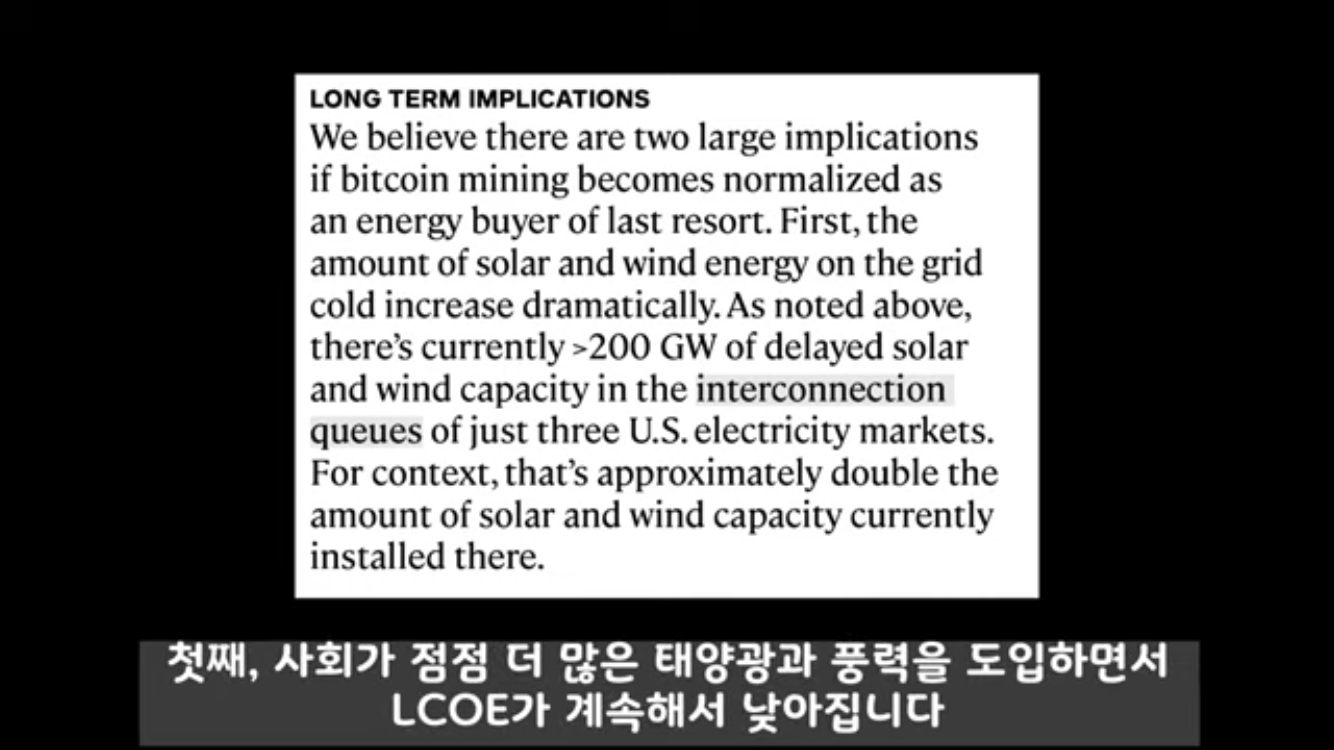 LONG TERM IMPLICATIONS
We believe there are two large implications
if bitcoin mining becomes normalized as
an energy buyer of last resort. First, the
amount of solar and wind energy on the grid
cold increase dramatically. As noted above,
there's currently >200 GW of delayed solar
and wind capacity in the interconnection
queues of just three U.S. electricity markets.
For context, that's approximately double the
amount of solar and wind capacity currently
installed there.
첫째, 사회가 점점 더 많은 태양광과 풍력을 도입하면서
LCOE가 계속해서 낮아집니다